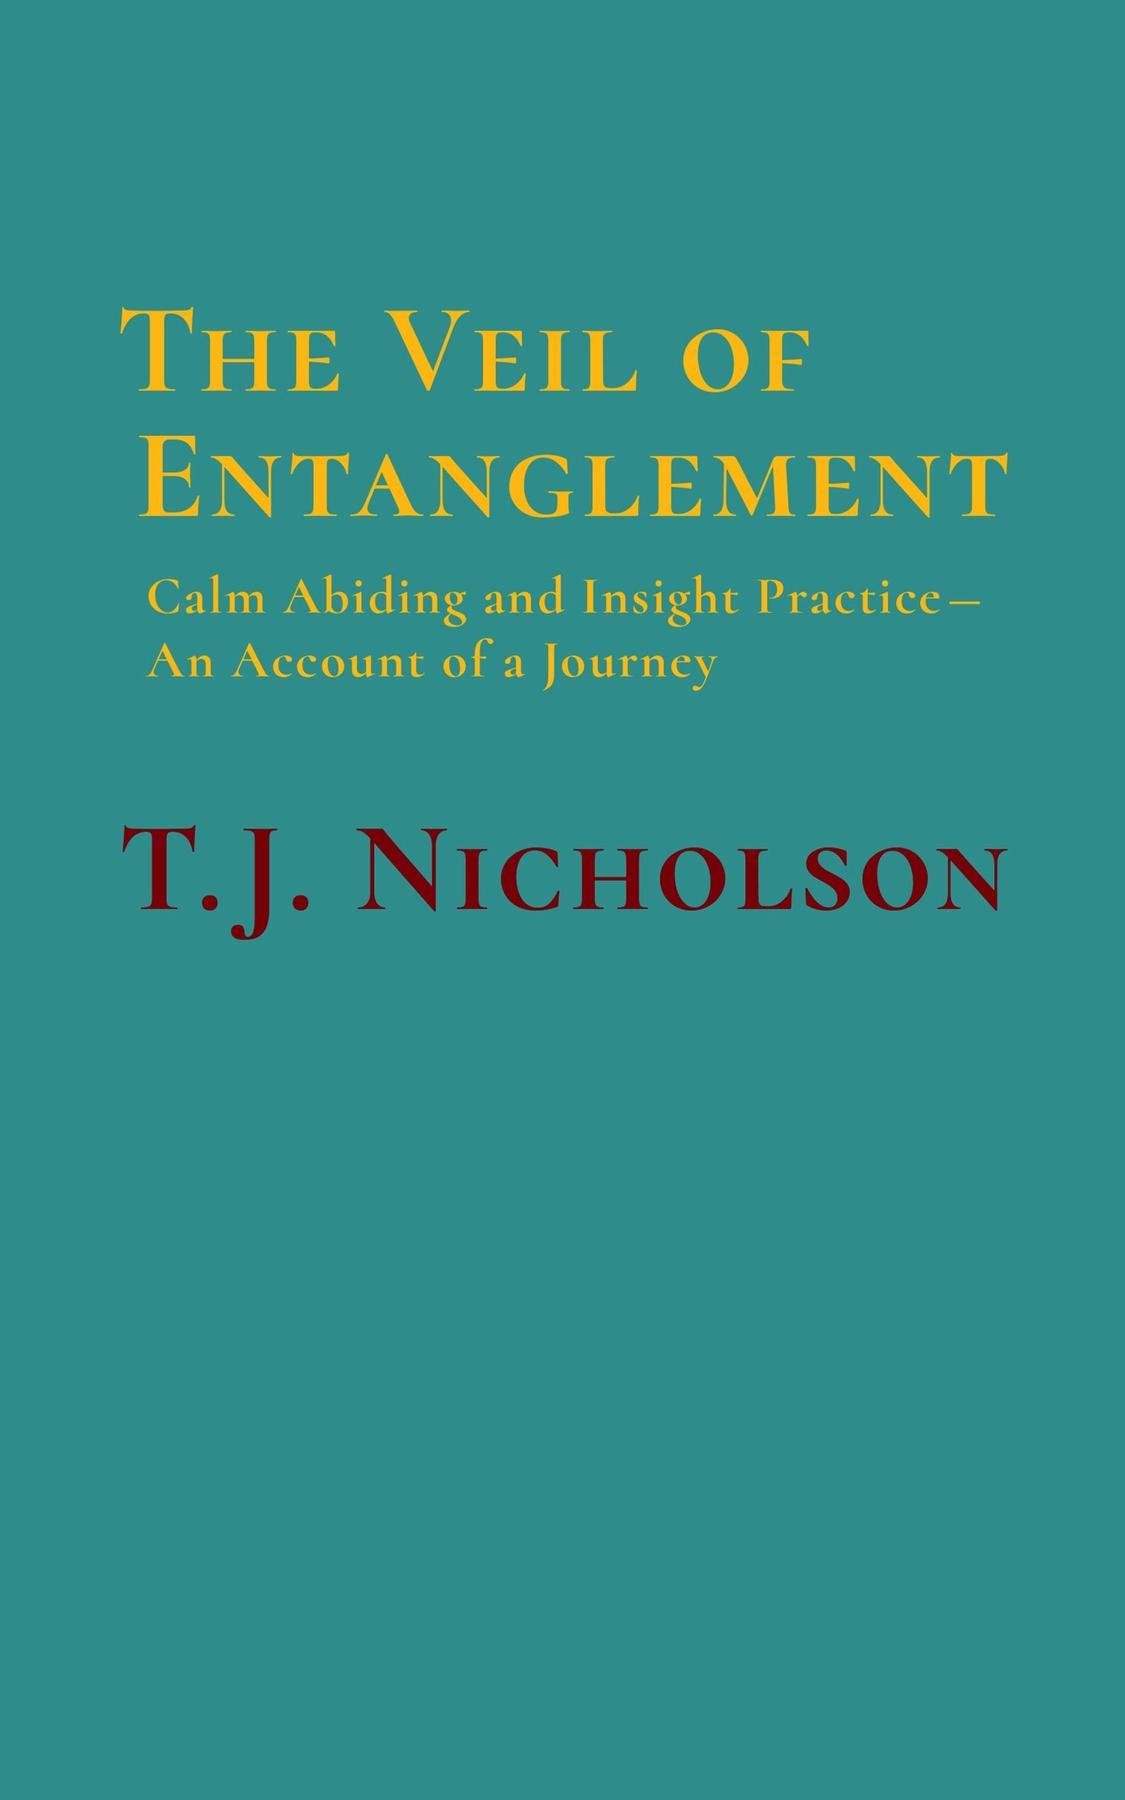 The Veil of
Entanglement
Calm Abiding and Insight Practice—
An Account of a Journey
T.J. Nicholson